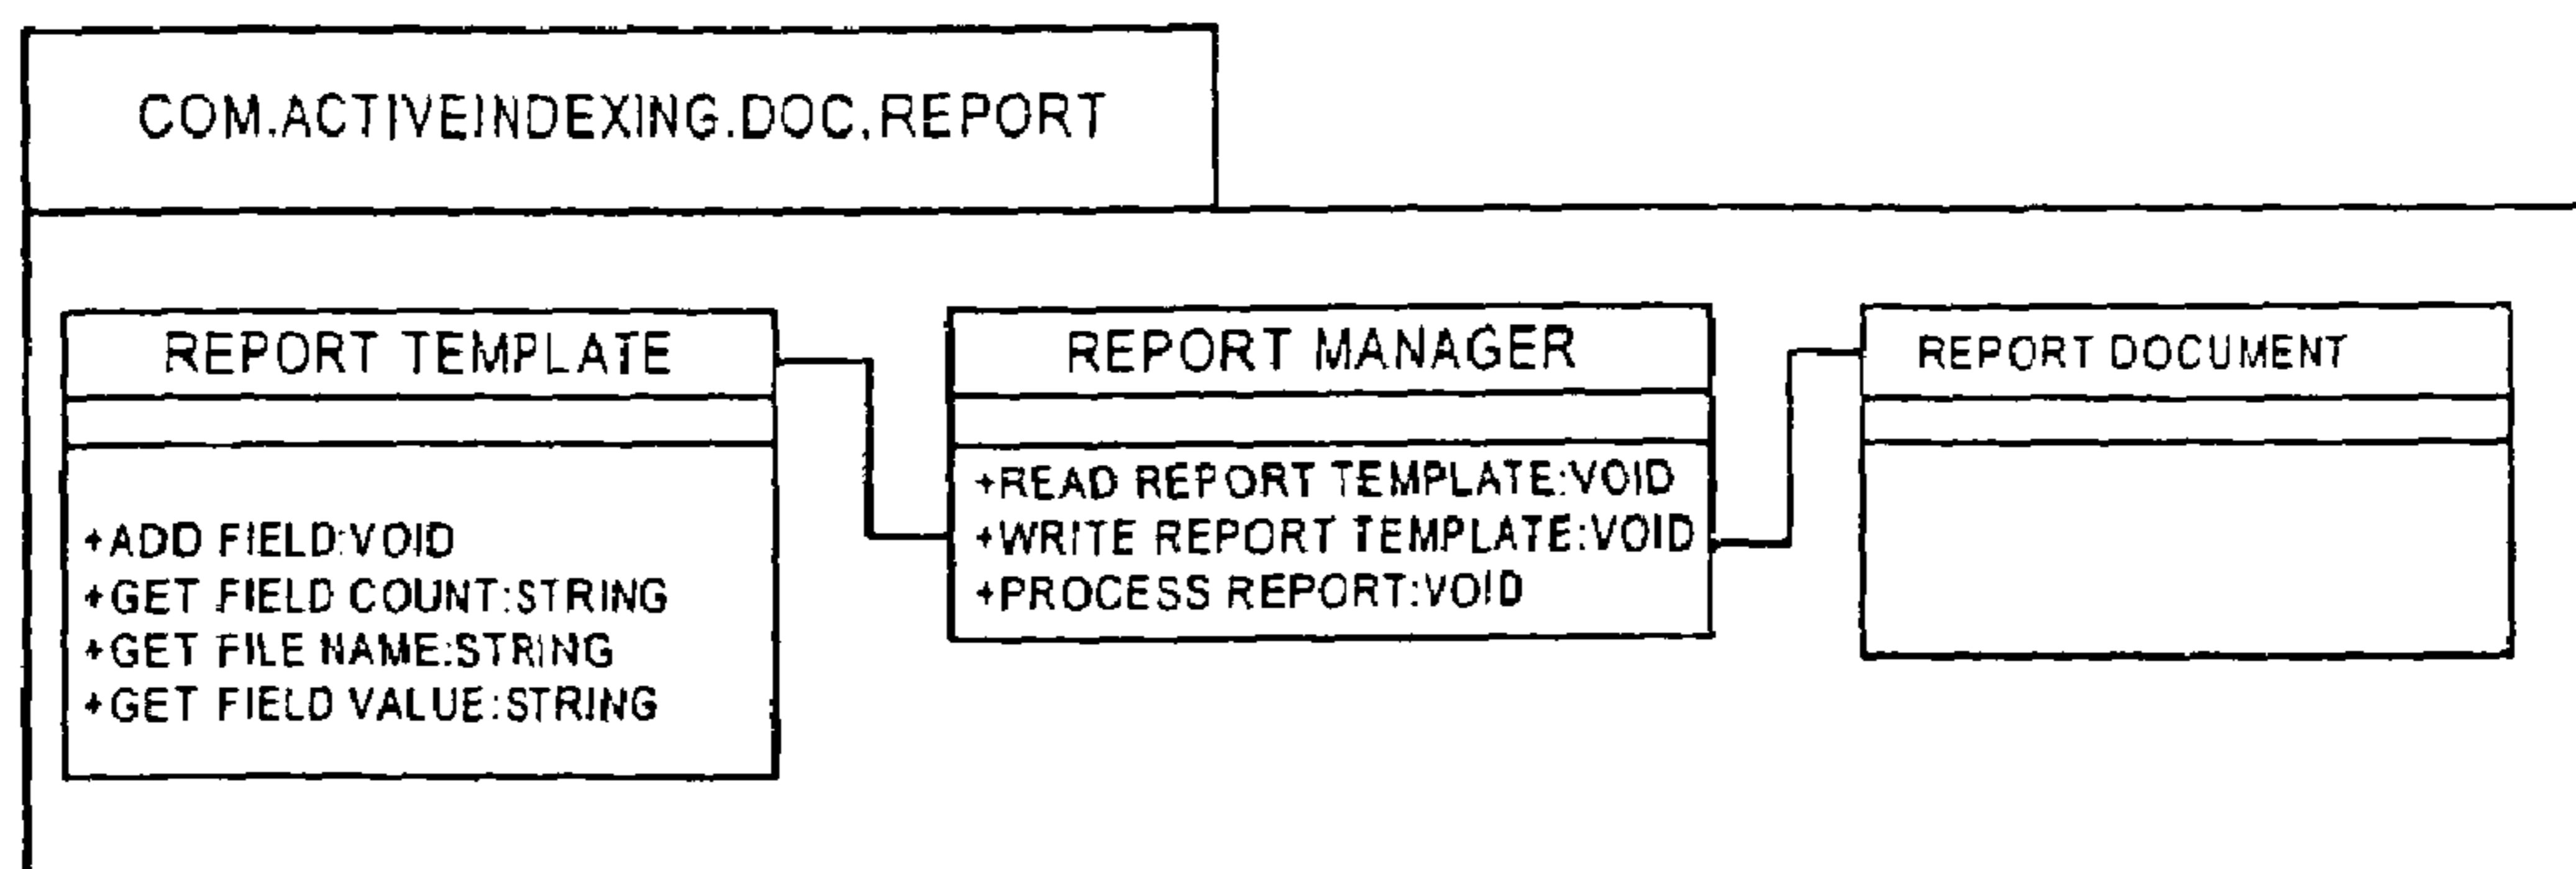 COM.ACTIVEINDEXING.DOC.REPORT
REPORT TEMPLATE
+ADD FIELD:VOID
+GET FIELD COUNT:STRING
+GET FILE NAME:STRING
+GET FIELD VALUE:STRING
REPORT MANAGER
+READ REPORT TEMPLATE:VOID
+WRITE REPORT TEMPLATE:VOID
+PROCESS REPORT:VOID
REPORT DOCUMENT